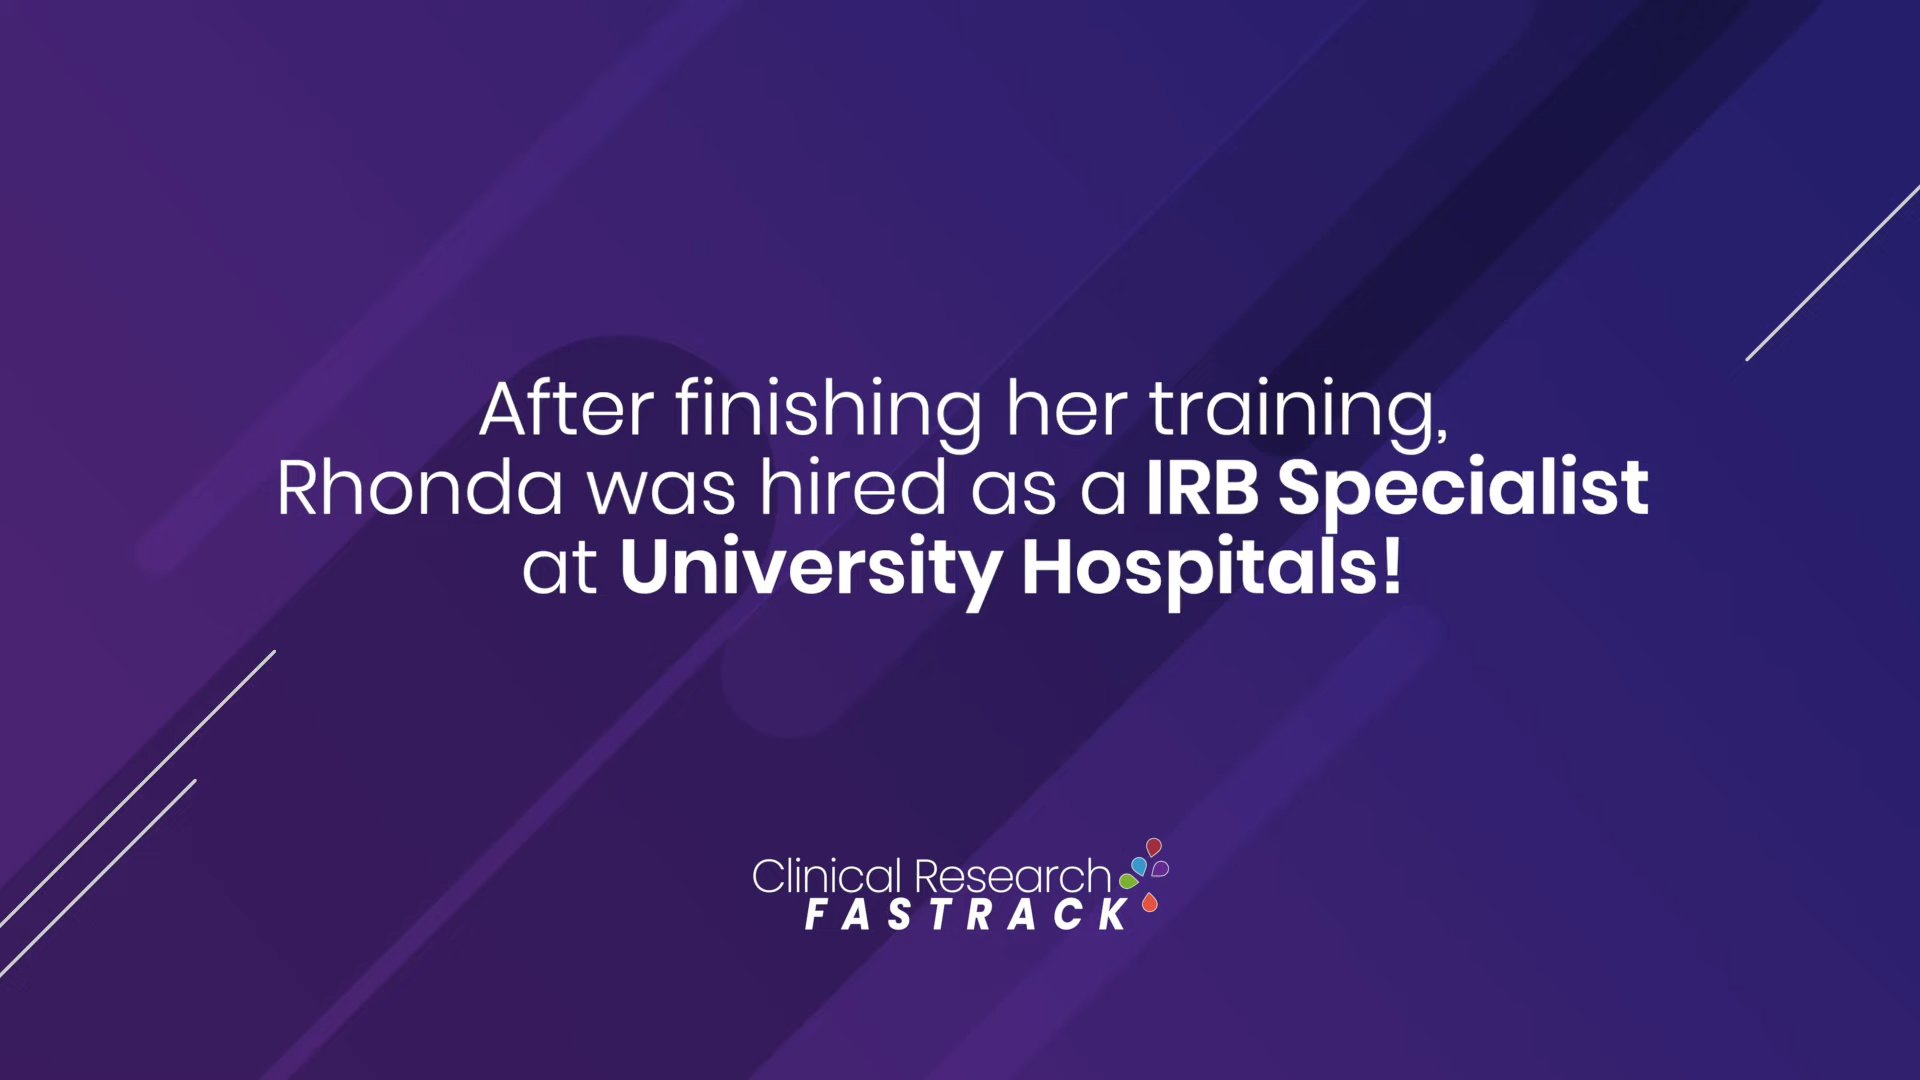 After finishing her training,
Rhonda was hired as a IRB Specialist
at University Hospitals!
Clinical Research
FASTRACK